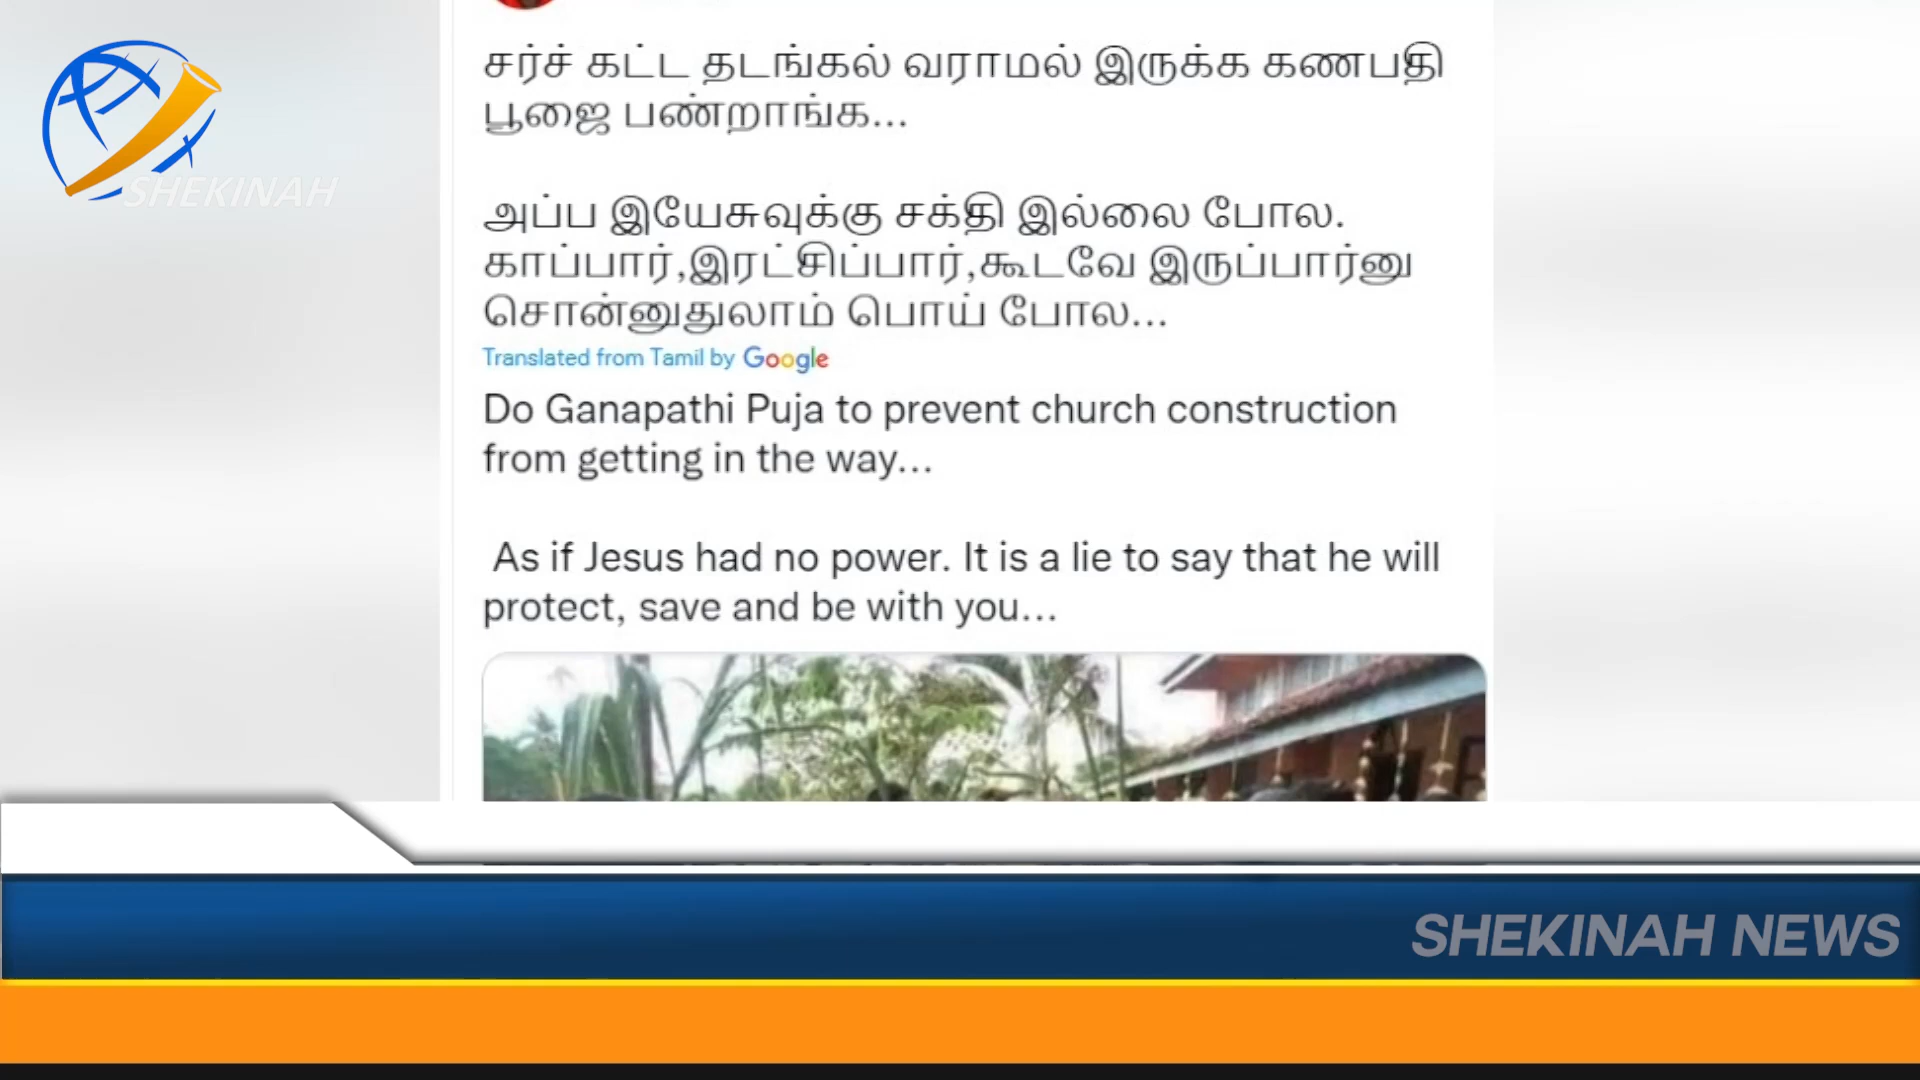 SHEKINAH
சர்ச் கட்ட தடங்கல் வராமல் இருக்க கணபதி
பூஜை பண்றாங்க...
அப்ப இயேசுவுக்கு சக்தி இல்லை போல.
காப்பார்,இரட்சிப்பார்,கூடவே இருப்பார்னு
சொன்னுதுலாம் பொய் போல...
Translated from Tamil by Google
Do Ganapathi Puja to prevent church construction
from getting in the way...
As if Jesus had no power. It is a lie to say that he will
protect, save and be with you...
SHEKINAH NEWS